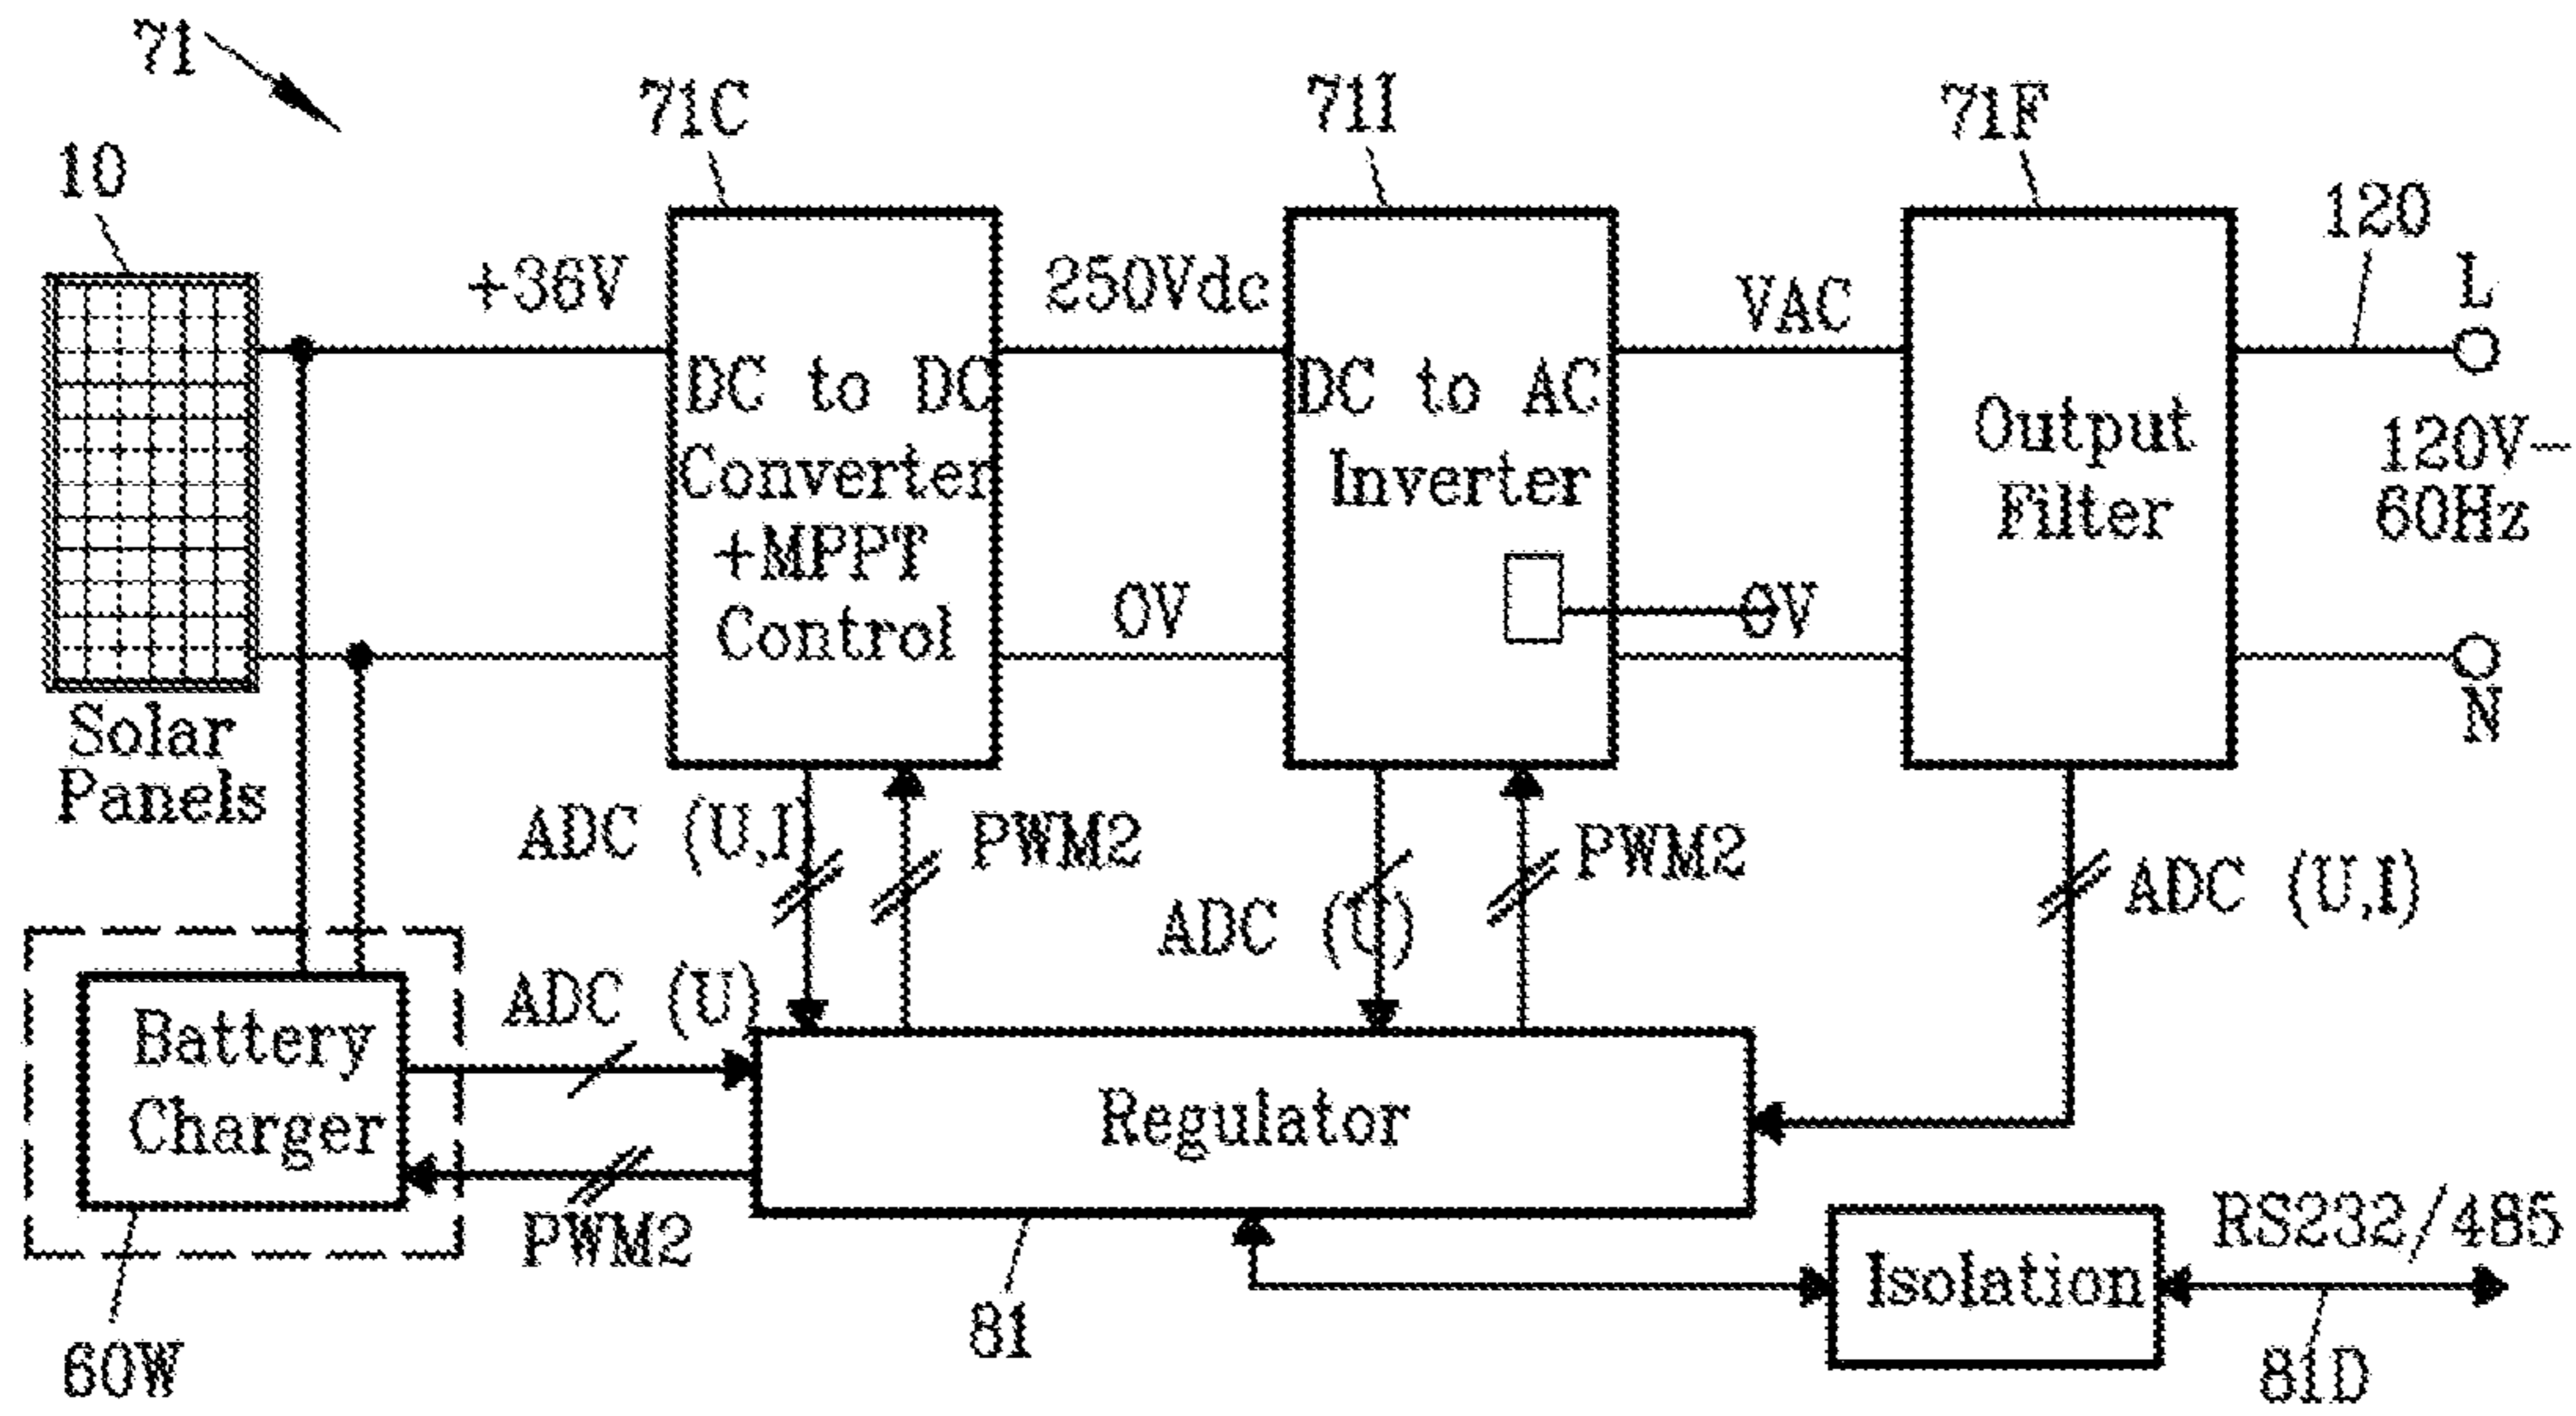 71
71C
71I
71F
10
120
L
+36V
250Vdc
VAC
DC to DC
Converter
+MPPT
Control
DC to AC
Inverter
Output
Filter
120V-
60Hz
0V
0V
N
Solar
Panels
ADC (U,I)
PWM2
ADC (U)
PWM2
ADC (U,I)
ADC (U)
Battery
Charger
Regulator
PWM2
60W
81
Isolation
RS232/485
81D